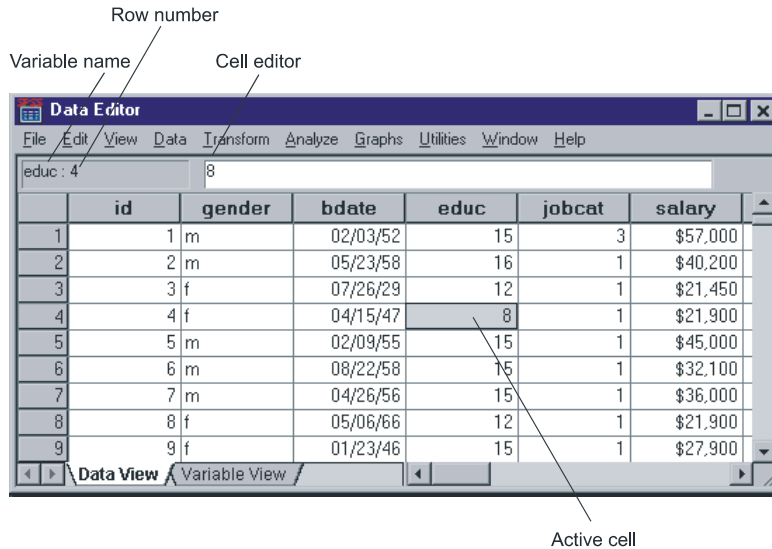 Row number
Variable name
Cell editor
Data Editor
File Edit View Data Transform Analyze Graphs Utilities Window Help
educ : 4 8
id gender bdate educ jobcat salary
1 1 m 02/03/52 15 3 $57,000
2 2 m 05/23/58 16 1 $40,200
3 3 f 07/26/29 12 1 $21,450
4 4 f 04/15/47 8 1 $21,900
5 5 m 02/09/55 15 1 $45,000
6 6 m 08/22/58 15 1 $32,100
7 7 m 04/26/56 15 1 $36,000
8 8 f 05/06/66 12 1 $21,900
9 9 f 01/23/46 15 1 $27,900
Data View Variable View
Active cell